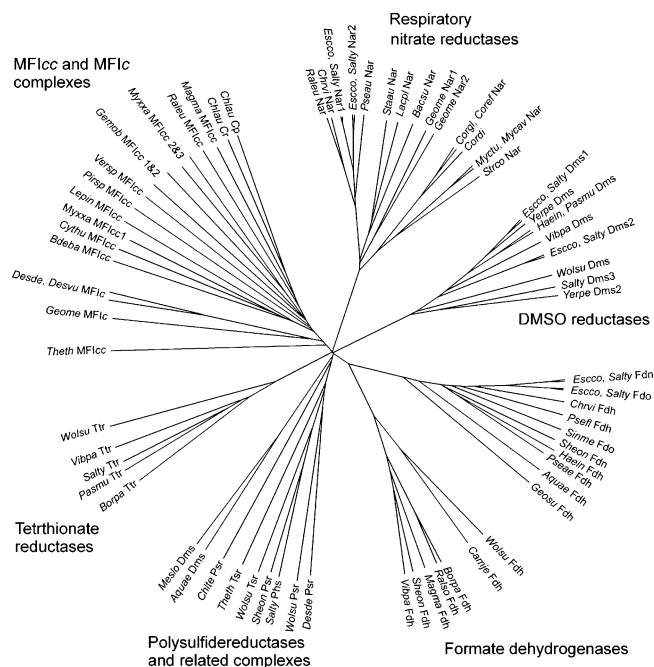 Respiratory
nitrate reductases
MFIcc and MFIc
complexes
Chlau Cp
Chlau Cr
Magma MFIcc
Raleu MFIcc
Myxxa MFIcc 2&3
Gemob MFIcc 1&2
Versp MFIcc
Pirsp MFIcc
Lepin MFIcc
Myxxa MFIcc1
Cythu MFIcc
Bdeba MFIcc
Desde, Desvu MFIc
Geome MFIc
Theth MFIcc
Raleu Nar
Chrvi Nar
Escco, Salty Nar1
Escco, Salty Nar2
Pseau Nar
Staau Nar
Lacpl Nar
Bacsu Nar
Geome Nar1
Geome Nar2
Corgl, Coref Nar
Cordi
Myctu, Mycav Nar
Strco Nar
Escco, Salty Dms1
Yerpe Dms
Haein, Pasmu Dms
Vibpa Dms
Escco, Salty Dms2
Wolsu Dms
Salty Dms3
Yerpe Dms2
DMSO reductases
Escco, Salty Fdn
Escco, Salty Fdo
Chrvi Fdh
Psefl Fdh
Sinme Fdo
Sheon Fdn
Haein Fdh
Pseae Fdh
Aquae Fdh
Geosu Fdh
Wolsu Fdh
Camje Fdh
Borpa Fdh
Ralso Fdh
Magma Fdh
Sheon Fdh
Vibpa Fdh
Formate dehydrogenases
Wolsu Ttr
Vibpa Ttr
Salty Ttr
Pasmu Ttr
Borpa Ttr
Tetrthionate
reductases
Meslo Dms
Aquae Dms
Chlte Psr
Theth Tsr
Wolsu Tsr
Sheon Psr
Salty Phs
Wolsu Psr
Desde Psr
Polysulfidereductases
and related complexes